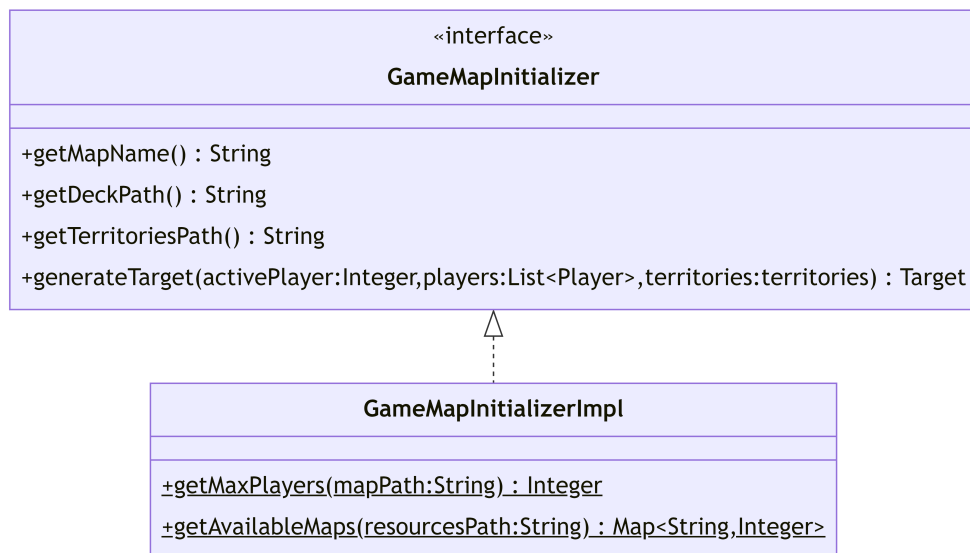 «interface»
GameMapInitializer
+getMapName() : String
+getDeckPath() : String
+getTerritoriesPath() : String
+generateTarget(activePlayer:Integer,players:List<Player>,territories:territories) : Target
GameMapInitializerImpl
+getMaxPlayers(mapPath:String) : Integer
+getAvailableMaps(resourcesPath:String) : Map<String,Integer>